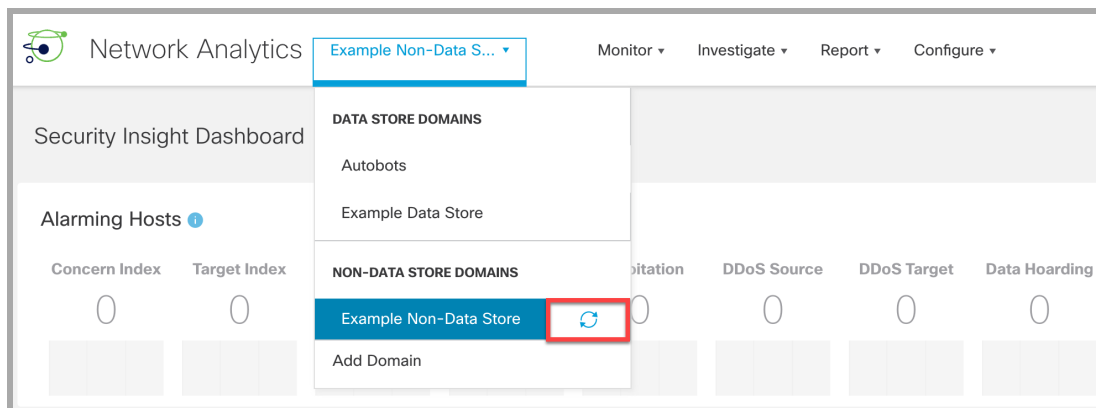 Network Analytics
Example Non-Data S...
Monitor
Investigate
Report
Configure
Security Insight Dashboard
DATA STORE DOMAINS
Autobots
Example Data Store
NON-DATA STORE DOMAINS
Example Non-Data Store
Add Domain
Alarming Hosts
Concern Index
Target Index
DDoS Source
DDoS Target
Data Hoarding
0
0
0
0
0
0